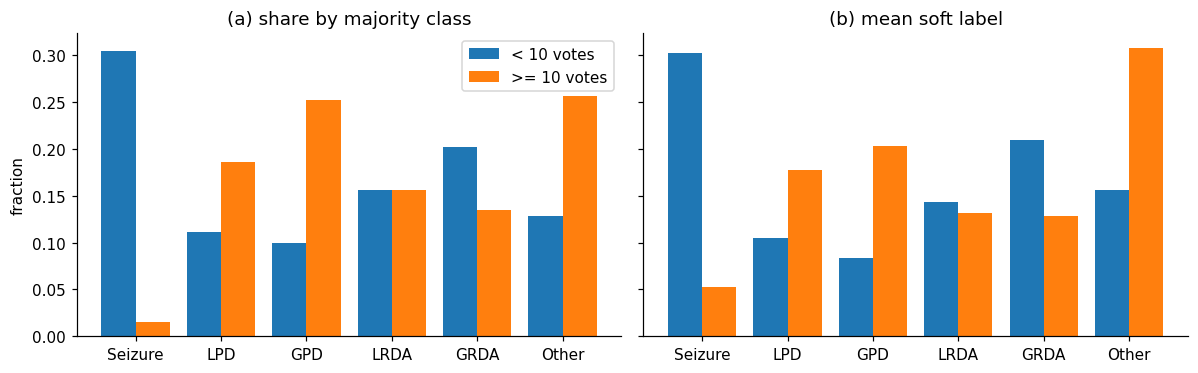 (a) share by majority class
(b) mean soft label
< 10 votes
>= 10 votes
fraction
0.30
0.25
0.20
0.15
0.10
0.05
0.00
Seizure LPD GPD LRDA GRDA Other
Seizure LPD GPD LRDA GRDA Other